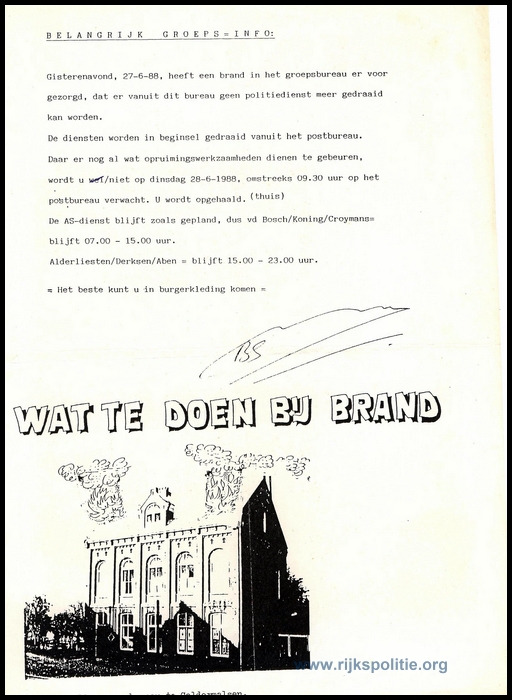 BELANGRIJK GROEPS=INFO:
Gisterenavond, 27-6-88, heeft een brand in het groepsbureau er voor
gezorgd, dat er vanuit dit bureau geen politiedienst meer gedraaid
kan worden.
De diensten worden in beginsel gedraaid vanuit het postbureau.
Daar er nog al wat opruimingswerkzaamheden dienen te gebeuren,
wordt u wel/niet op dinsdag 28-6-1988, omstreeks 09.30 uur op het
postbureau verwacht. U wordt opgehaald. (thuis)
De AS-dienst blijft zoals gepland, dus vd Bosch/Koning/Croymans=
blijft 07.00 - 15.00 uur.
Alderliesten/Derksen/Aben = blijft 15.00 - 23.00 uur.
= Het beste kunt u in burgerkleding komen =
BS
WAT TE DOEN BIJ BRAND
www.rijkspolitie.org
te Geldermalsen.